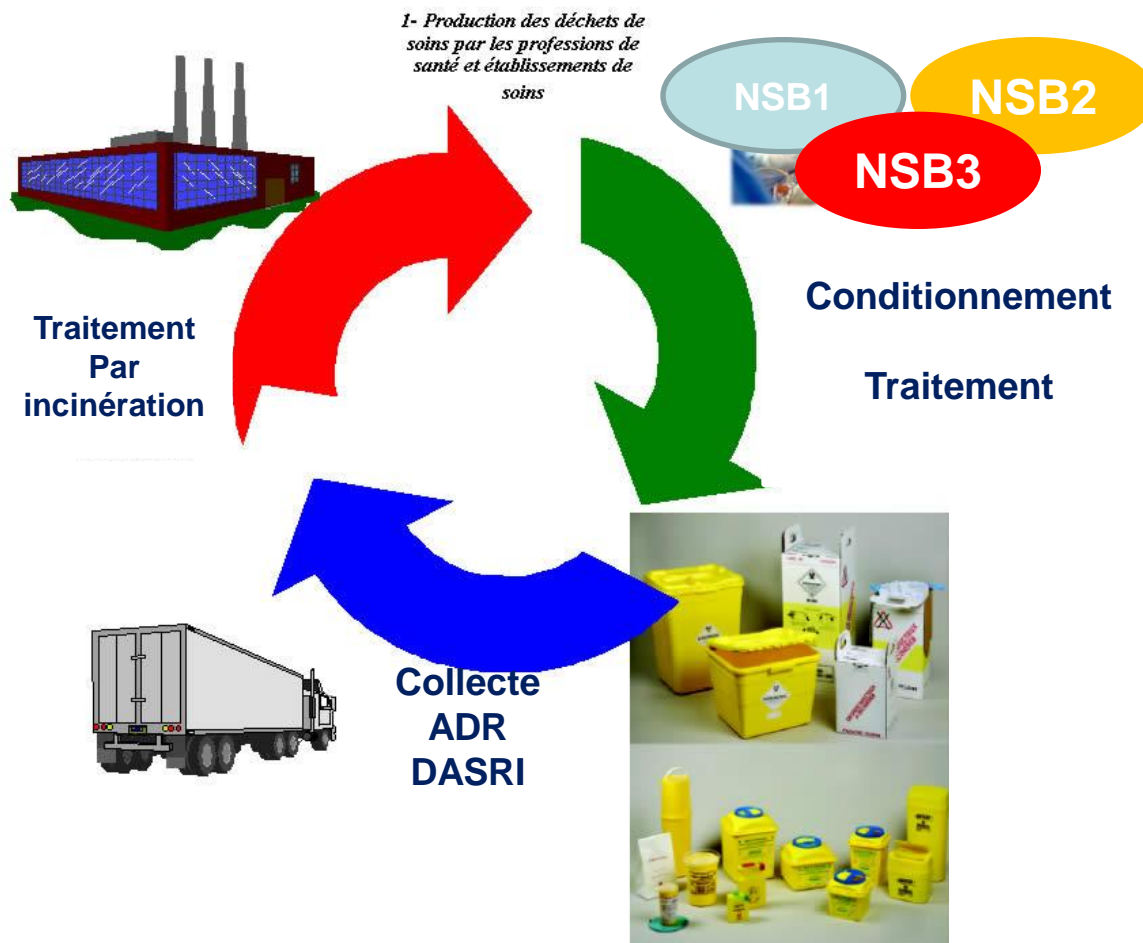 1- Production des déchets de
soins par les professions de
santé et établissements de
soins
NSB1
NSB2
NSB3
Conditionnement
Traitement
Traitement
Par
incinération
Collecte
ADR
DASRI